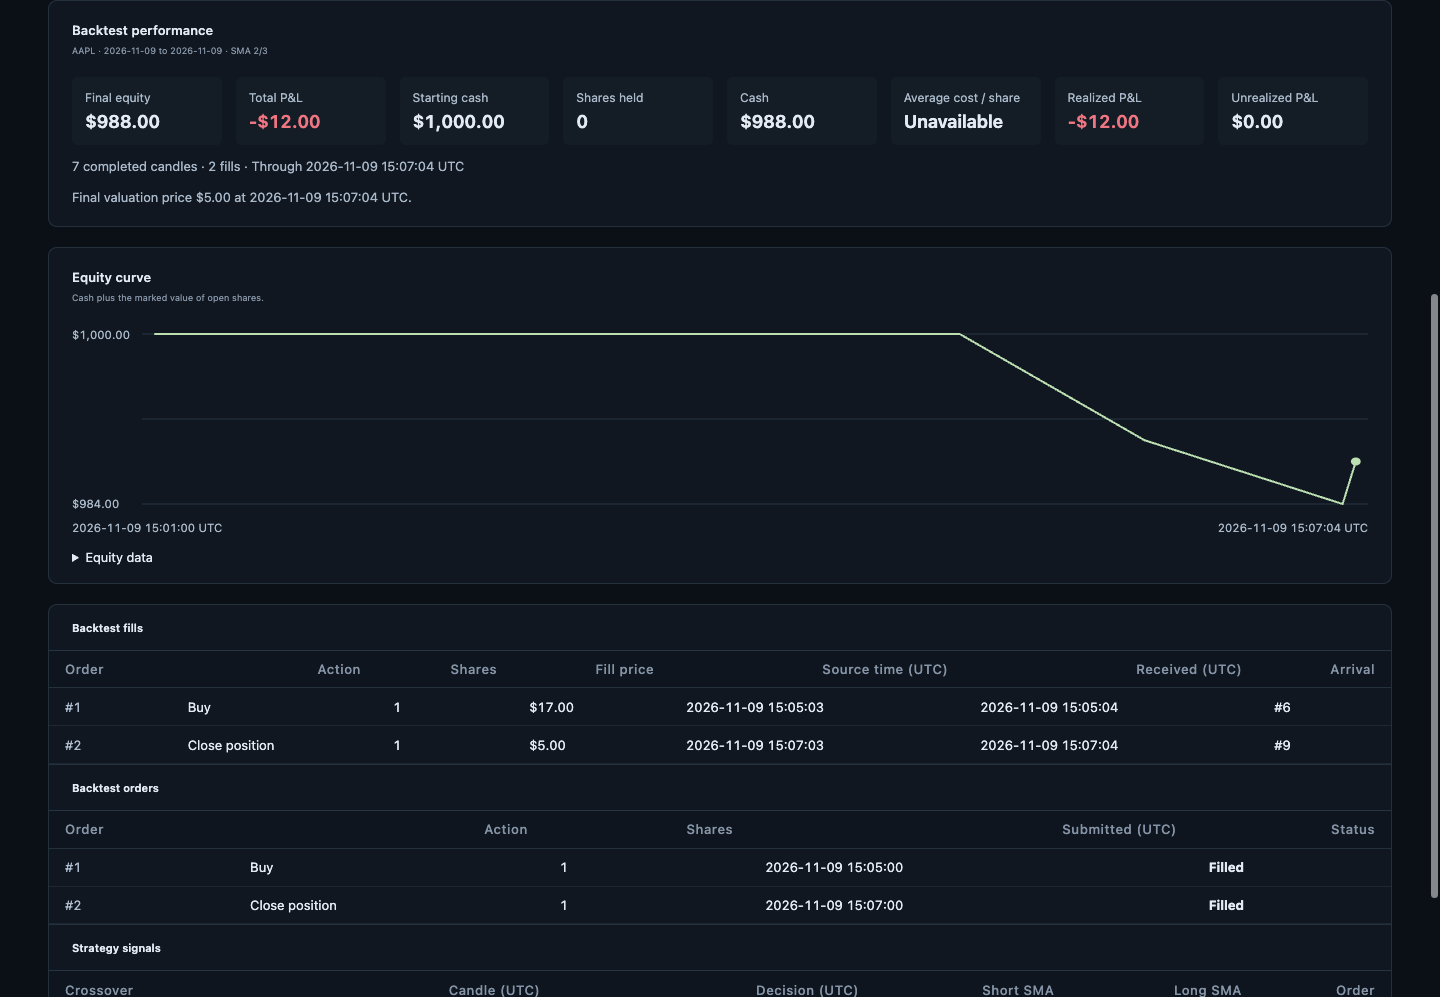 Backtest performance
AAPL · 2026-11-09 to 2026-11-09 · SMA 2/3
Final equity
$988.00
Total P&L
-$12.00
Starting cash
$1,000.00
Shares held
0
Cash
$988.00
Average cost / share
Unavailable
Realized P&L
-$12.00
Unrealized P&L
$0.00
7 completed candles · 2 fills · Through 2026-11-09 15:07:04 UTC
Final valuation price $5.00 at 2026-11-09 15:07:04 UTC.
Equity curve
Cash plus the marked value of open shares.
$1,000.00
$984.00
2026-11-09 15:01:00 UTC 2026-11-09 15:07:04 UTC
Equity data
Backtest fills
Order Action Shares Fill price Source time (UTC) Received (UTC) Arrival
#1 Buy 1 $17.00 2026-11-09 15:05:03 2026-11-09 15:05:04 #6
#2 Close position 1 $5.00 2026-11-09 15:07:03 2026-11-09 15:07:04 #9
Backtest orders
Order Action Shares Submitted (UTC) Status
#1 Buy 1 2026-11-09 15:05:00 Filled
#2 Close position 1 2026-11-09 15:07:00 Filled
Strategy signals
Crossover Candle (UTC) Decision (UTC) Short SMA Long SMA Order